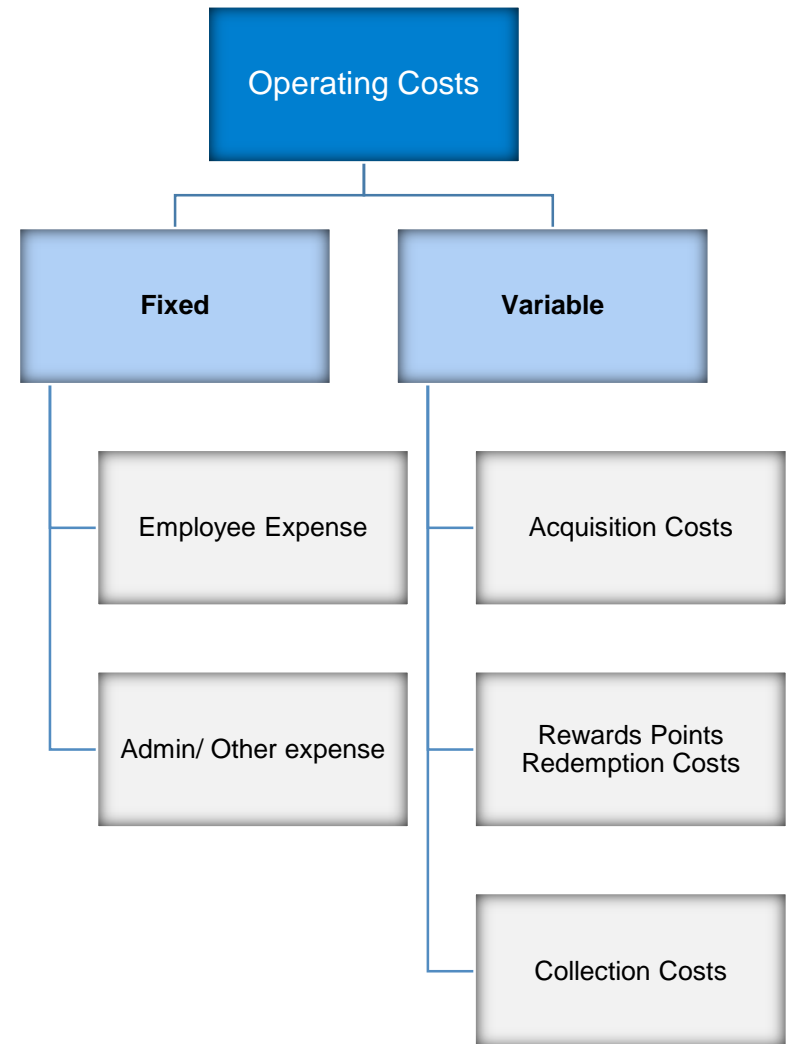 Operating Costs
Fixed
Variable
Employee Expense
Acquisition Costs
Admin/ Other expense
Rewards Points
Redemption Costs
Collection Costs